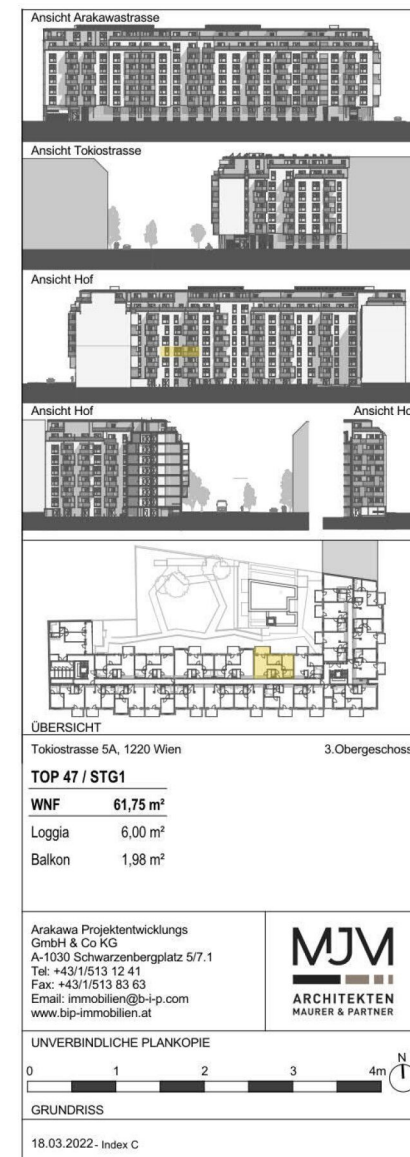 Ansicht Arakawastrasse
Ansicht Tokiostrasse
Ansicht Hof
Ansicht Hof Ansicht Ho
ÜBERSICHT
Tokiostrasse 5A, 1220 Wien 3.Obergeschoss
TOP 47 / STG1
WNF 61,75 m²
Loggia 6,00 m²
Balkon 1,98 m²
Arakawa Projektentwicklungs
GmbH & Co KG
A-1030 Schwarzenbergplatz 5/7.1
Tel: +43/1/513 12 41
Fax: +43/1/513 83 63
Email: immobilien@b-i-p.com
www.bip-immobilien.at
MJM
ARCHITEKTEN
MAURER & PARTNER
UNVERBINDLICHE PLANKOPIE
0 1 2 3 4m N
GRUNDRISS
18.03.2022- Index C